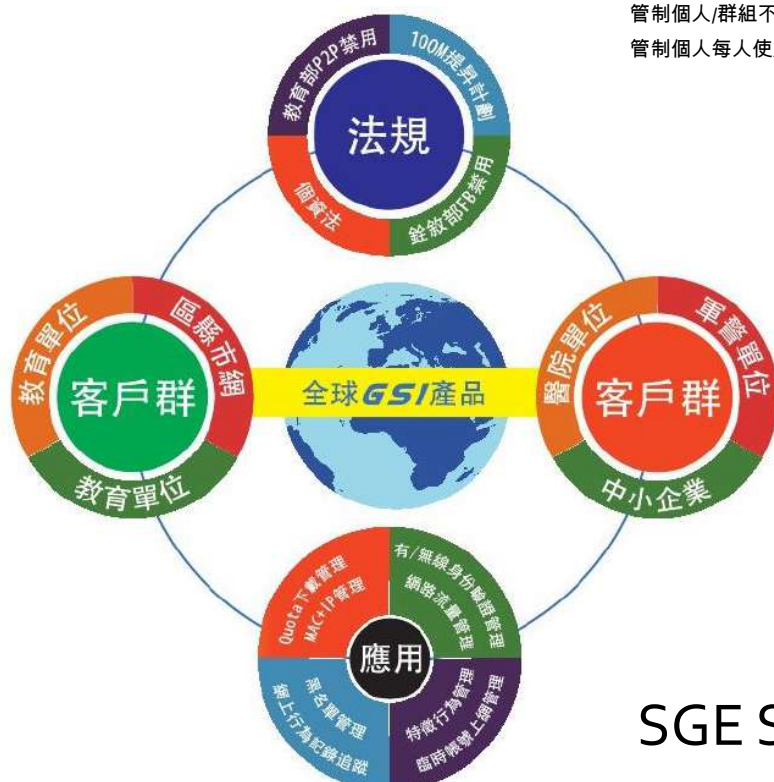 管制個人/群組不
管制個人每人使
教育部P2P禁用
100M提昇計劃
法規
個資法
銓敘部FB禁用
教育單位
區縣市網
客戶群
教育單位
全球GSI產品
醫院單位
軍警單位
客戶群
中小企業
Quota下載管理
MAC+IP管理
有/無線身份驗證管理
網路流量管理
應用
黑名單管理
網上行為記錄追蹤
特徵行為管理
臨時帳號上網管理
SGE S